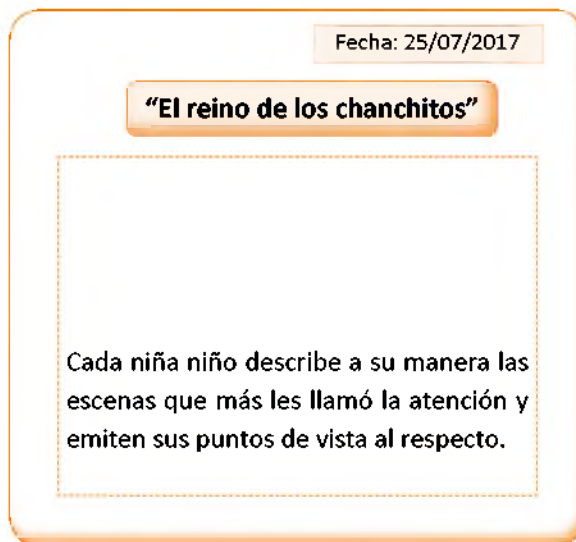 Fecha: 25/07/2017
“El reino de los chanchitos”
Cada niña niño describe a su manera las
escenas que más les llamó la atención y
emiten sus puntos de vista al respecto.